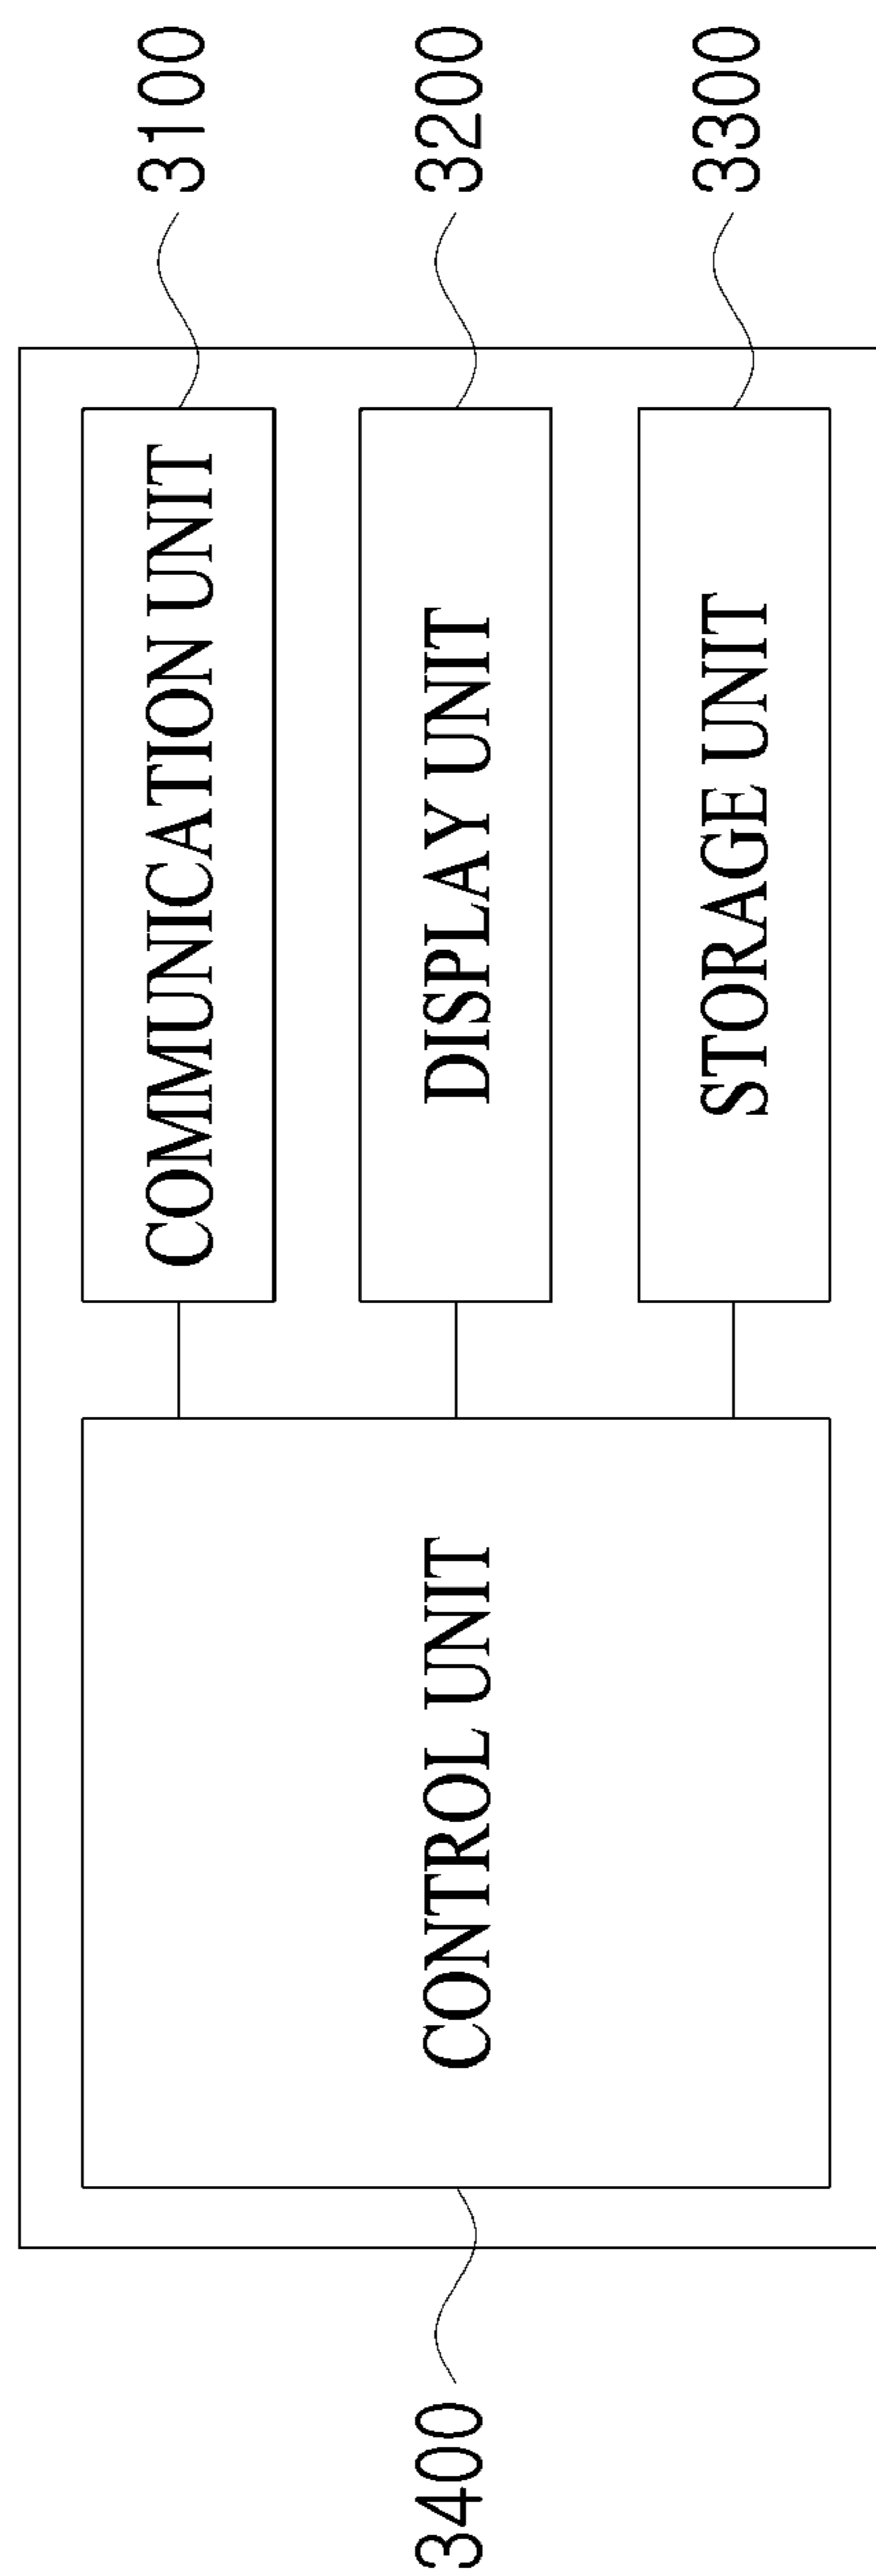 COMMUNICATION UNIT
3100
3400
CONTROL UNIT
DISPLAY UNIT
3200
STORAGE UNIT
3300